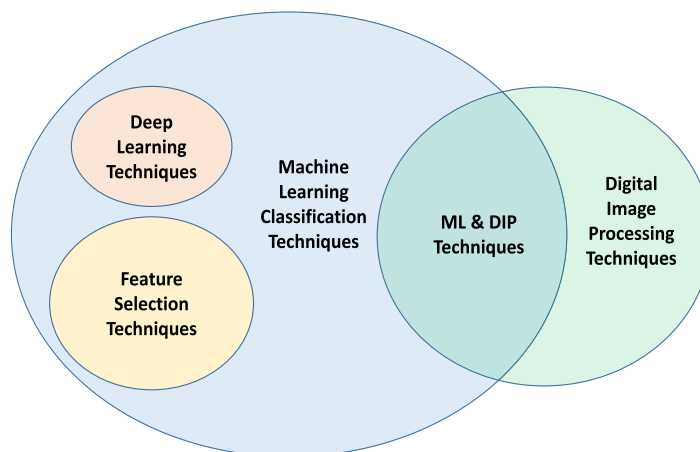 Deep
Learning
Techniques
Feature
Selection
Techniques
Machine
Learning
Classification
Techniques
ML & DIP
Techniques
Digital
Image
Processing
Techniques